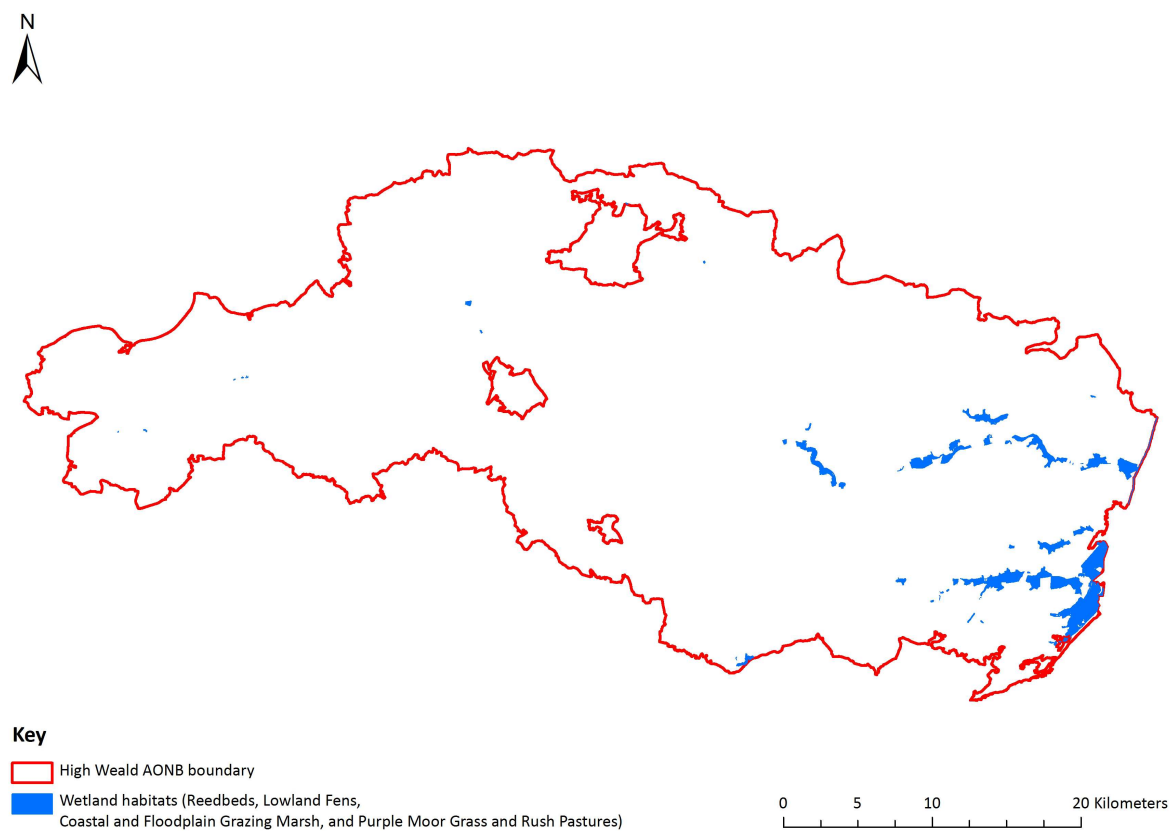 N
Key
High Weald AONB boundary
Wetland habitats (Reedbeds, Lowland Fens,
Coastal and Floodplain Grazing Marsh, and Purple Moor Grass and Rush Pastures)
0 5 10 20 Kilometers